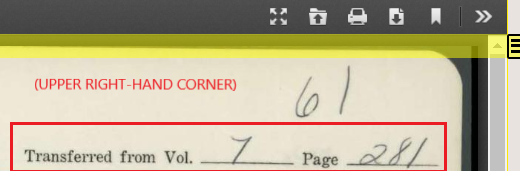 (UPPER RIGHT-HAND CORNER)
61
Transferred from Vol. 7 Page 281